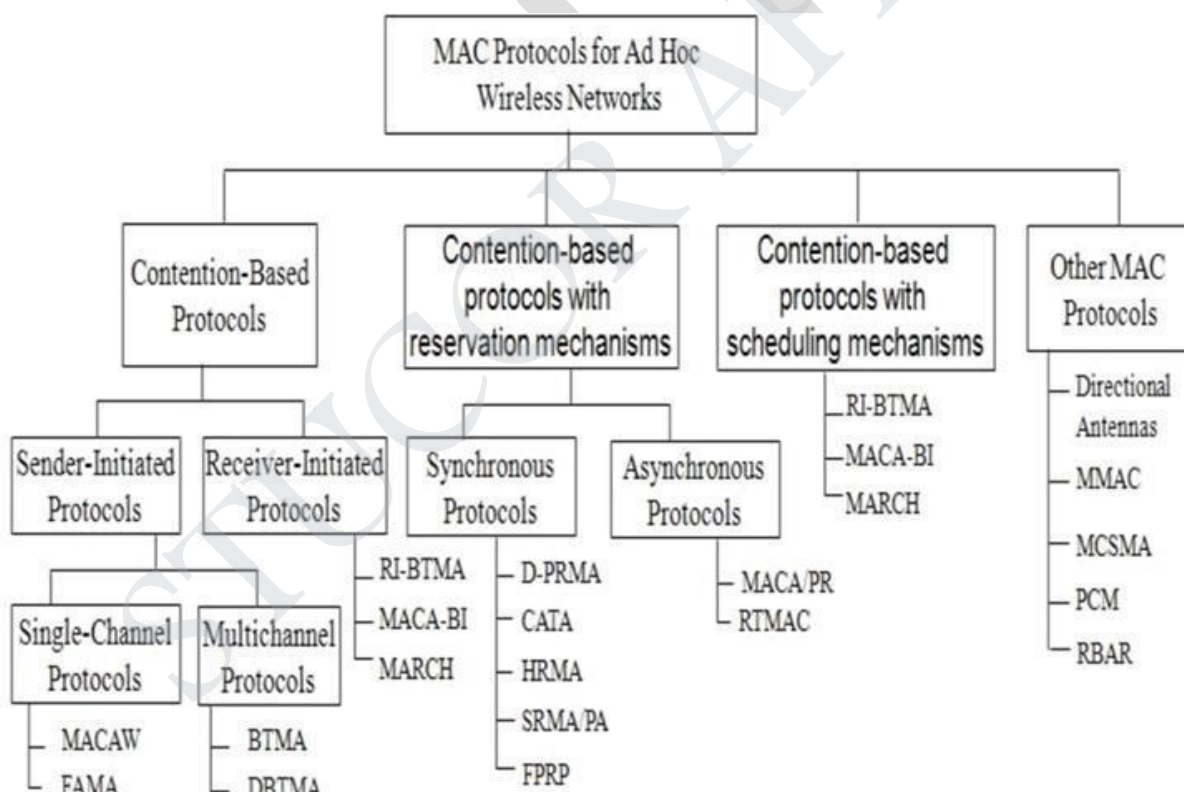 MAC Protocols for Ad Hoc
Wireless Networks
Contention-Based
Protocols
Contention-based
protocols with
reservation mechanisms
Contention-based
protocols with
scheduling mechanisms
Other MAC
Protocols
Sender-Initiated
Protocols
Receiver-Initiated
Protocols
Synchronous
Protocols
Asynchronous
Protocols
RI-BTMA
MACA-BI
MARCH
Directional
Antennas
MMAC
MCSMA
PCM
RBAR
Single-Channel
Protocols
Multichannel
Protocols
RI-BTMA
MACA-BI
MARCH
D-PRMA
CATA
HRMA
SRMA/PA
FPRP
MACA/PR
RTMAC
MACAW
FAMA
BTMA
DBTMA
STUCOR